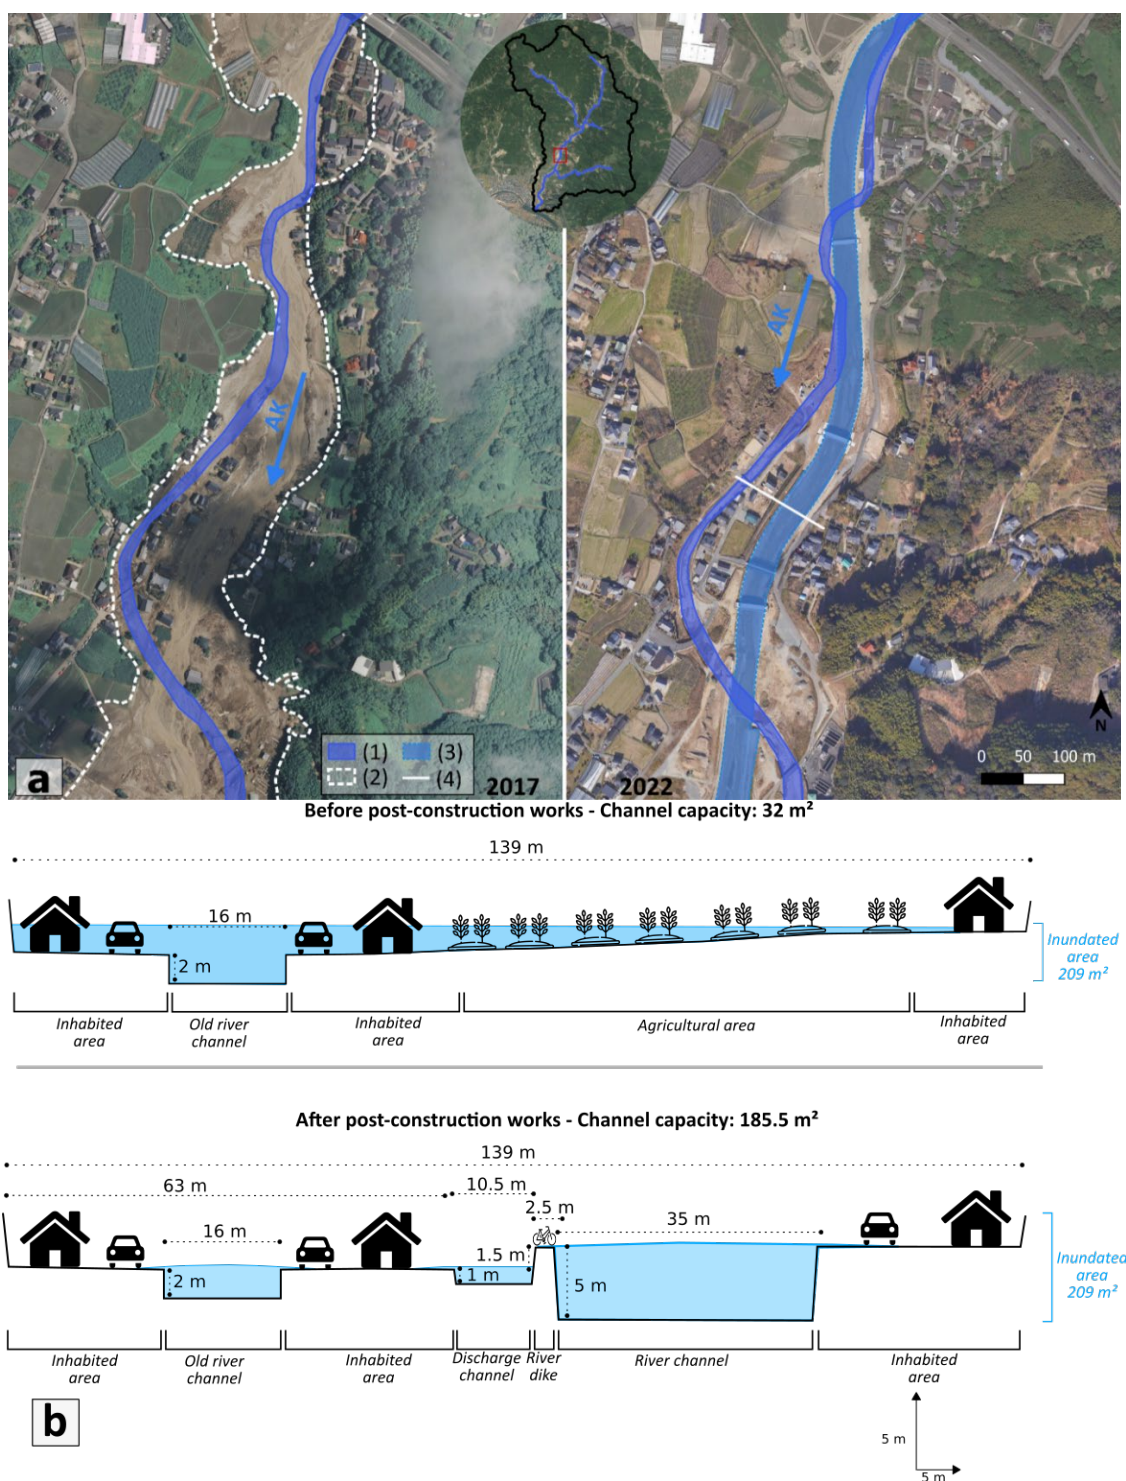 AK
AK
(1) (3)
(2) (4)
2017
2022
N
0 50 100 m
a
Before post-construction works - Channel capacity: 32 m²
139 m
16 m
2 m
Inundated
area
209 m²
Inhabited
area
Old river
channel
Inhabited
area
Agricultural area
Inhabited
area
After post-construction works - Channel capacity: 185.5 m²
139 m
63 m
10.5 m
2.5 m
16 m
35 m
1.5 m
2 m
1 m
5 m
Inundated
area
209 m²
Inhabited
area
Old river
channel
Inhabited
area
Discharge
channel
River
dike
River channel
Inhabited
area
b
5 m
5 m